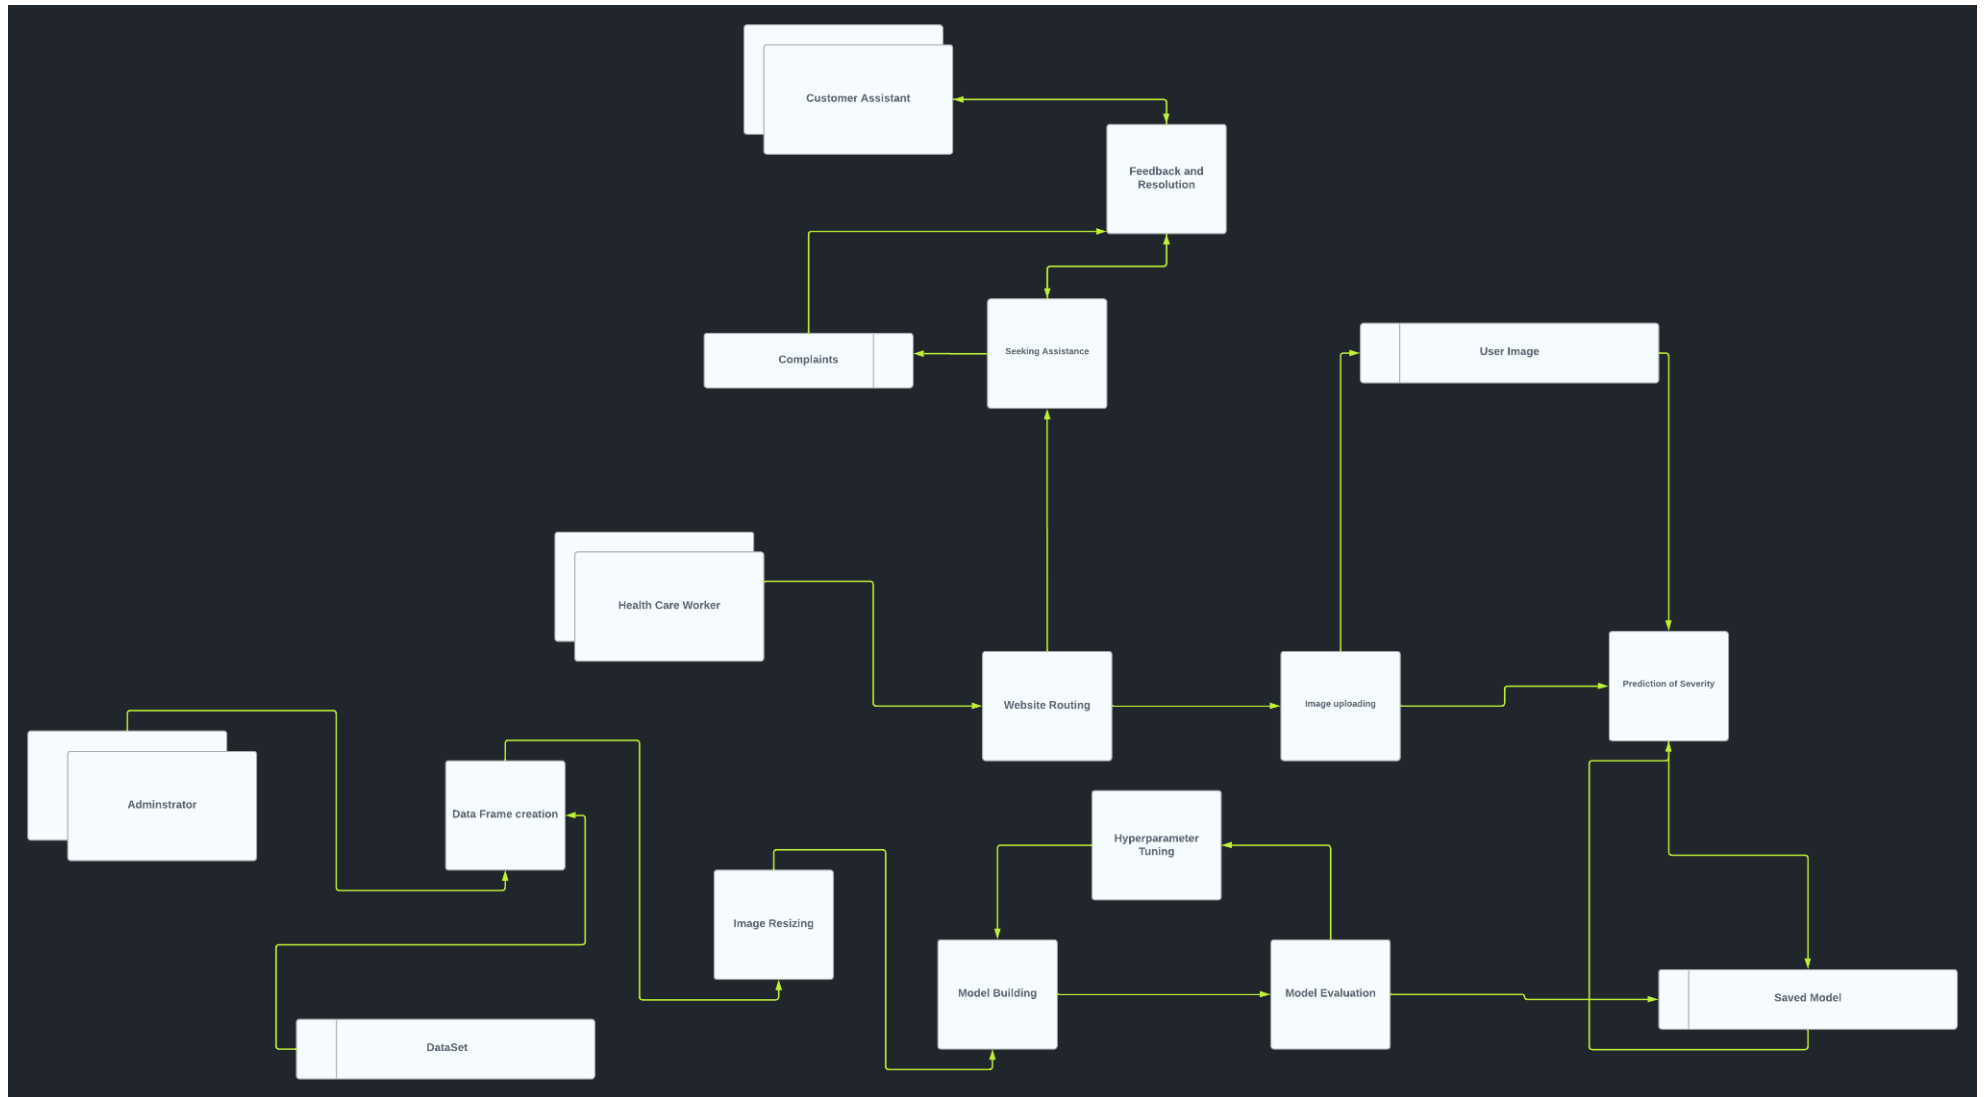 Customer Assistant
Feedback and
Resolution
Seeking Assistance
Complaints
User Image
Health Care Worker
Website Routing
Image uploading
Prediction of Severity
Adminstrator
Data Frame creation
Hyperparameter
Tuning
Image Resizing
Model Building
Model Evaluation
Saved Model
DataSet